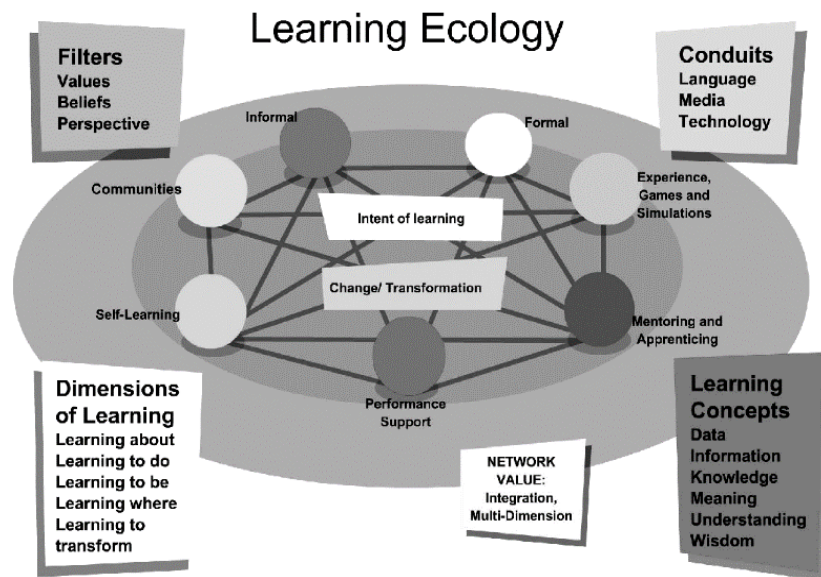 Learning Ecology
Filters
Values
Beliefs
Perspective
Conduits
Language
Media
Technology
Informal
Formal
Communities
Experience,
Games and
Simulations
Intent of learning
Change/ Transformation
Self-Learning
Mentoring and
Apprenticing
Performance
Support
Dimensions
of Learning
Learning about
Learning to do
Learning to be
Learning where
Learning to
transform
NETWORK
VALUE:
Integration,
Multi-Dimension
Learning
Concepts
Data
Information
Knowledge
Meaning
Understanding
Wisdom